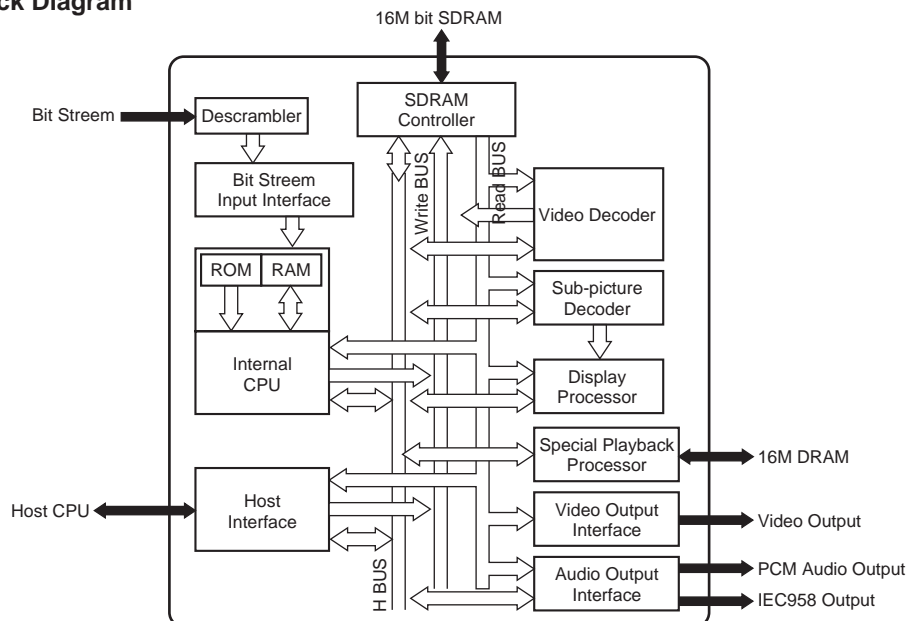 ck Diagram
16M bit SDRAM
Bit Streem
Descrambler
SDRAM
Controller
Bit Streem
Input Interface
Write BUS
Read BUS
Video Decoder
ROM
RAM
Sub-picture
Decoder
Internal
CPU
Display
Processor
Special Playback
Processor
16M DRAM
Host CPU
Host
Interface
Video Output
Interface
Video Output
H BUS
Audio Output
Interface
PCM Audio Output
IEC958 Output